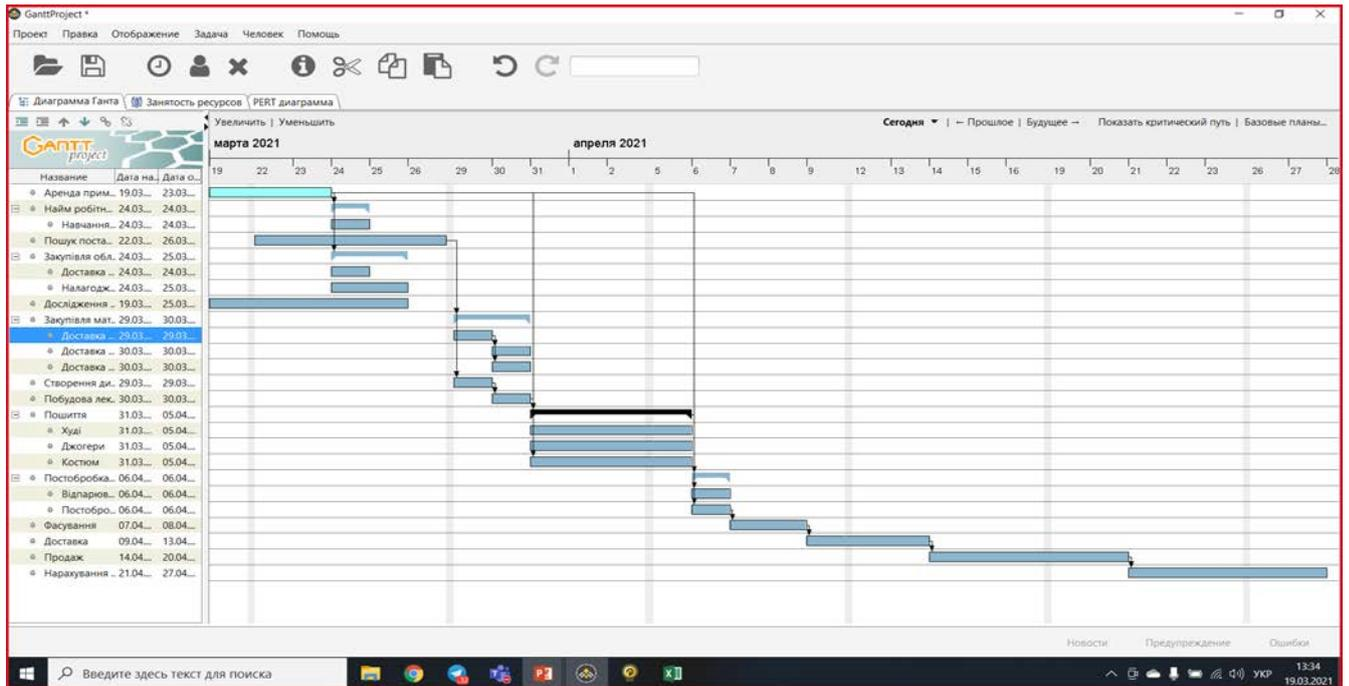 GanttProject *
Проект Правка Отображение Задача Человек Помощь
Диаграмма Ганта Занятость ресурсов PERT диаграмма
Увеличить | Уменьшить Сегодня ▼ | ← Прошлое | Будущее → Показать критический путь | Базовые планы...
GANTT project
марта 2021 апреля 2021
19 22 23 24 25 26 29 30 31 1 2 5 6 7 8 9 12 13 14 15 16 19 20 21 22 23 26 27 28
Название Дата на... Дата о...
Аренда прим... 19.03.... 23.03....
Найм робітн... 24.03.... 24.03....
Навчання... 24.03.... 24.03....
Пошук поста... 22.03.... 26.03....
Закупівля обл... 24.03.... 25.03....
Доставка ... 24.03.... 24.03....
Налагодж... 24.03.... 25.03....
Дослідження ... 19.03.... 25.03....
Закупівля мат... 29.03.... 30.03....
Доставка ... 29.03.... 29.03....
Доставка ... 30.03.... 30.03....
Доставка ... 30.03.... 30.03....
Створення ди... 29.03.... 29.03....
Побудова лек... 30.03.... 30.03....
Пошиття 31.03.... 05.04....
Худі 31.03.... 05.04....
Джогери 31.03.... 05.04....
Костюм 31.03.... 05.04....
Постобробка... 06.04.... 06.04....
Відпарюв... 06.04.... 06.04....
Постобро... 06.04.... 06.04....
Фасування 07.04.... 08.04....
Доставка 09.04.... 13.04....
Продаж 14.04.... 20.04....
Нарахування ... 21.04.... 27.04....
Новости Предупреждение Ошибки
Введите здесь текст для поиска
УКР
13:34
19.03.2021